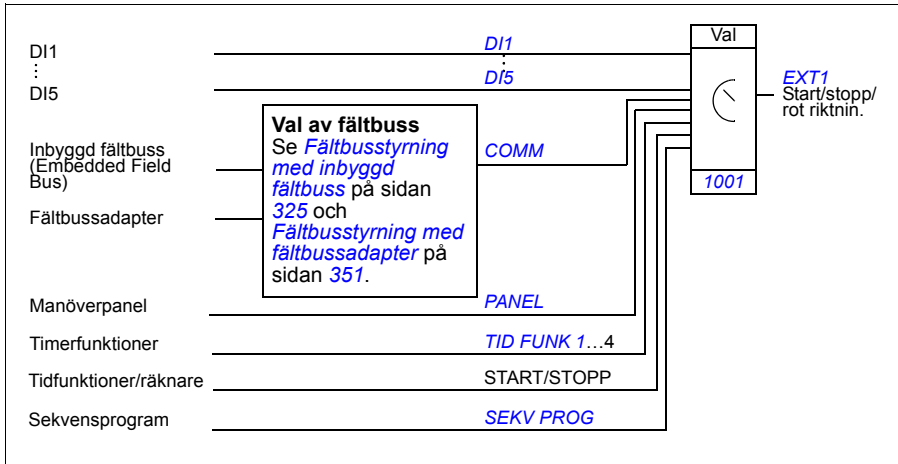 DI1
DI5
Inbyggd fältbuss
(Embedded Field
Bus)
Fältbussadapter
Manöverpanel
Timerfunktioner
Tidfunktioner/räknare
Sekvensprogram
Val av fältbuss
Se Fältbusstyrning
med inbyggd
fältbuss på sidan
325 och
Fältbusstyrning med
fältbussadapter på
sidan 351.
DI1
DI5
COMM
PANEL
TID FUNK 1…4
START/STOPP
SEKV PROG
Val
1001
EXT1
Start/stopp/
rot riktnin.